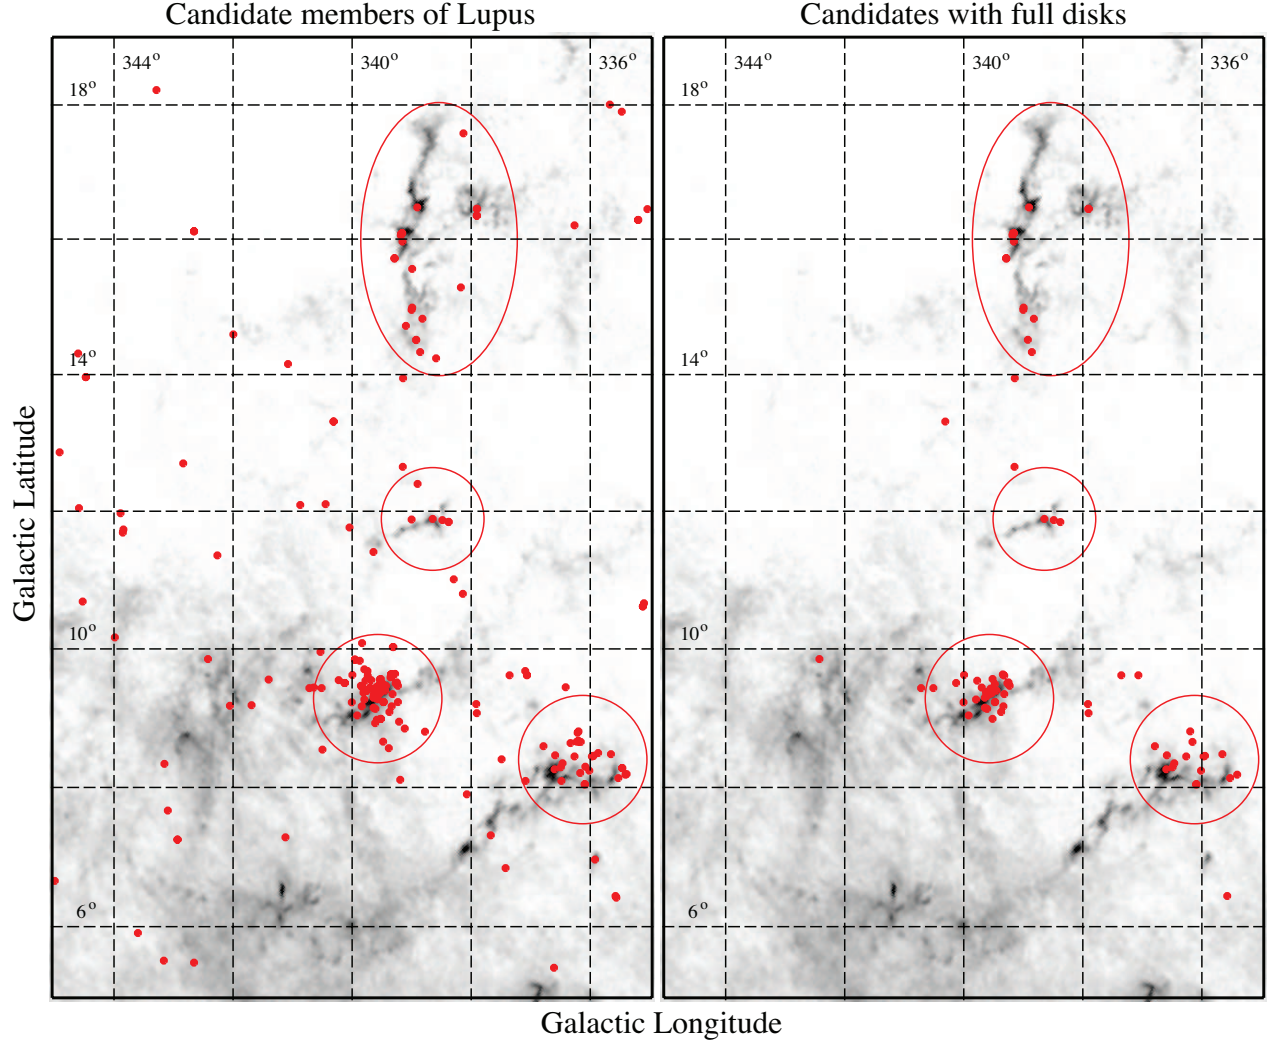 Candidate members of Lupus
Candidates with full disks
344° 340° 336°
344° 340° 336°
18°
18°
14°
14°
Galactic Latitude
10°
10°
6°
6°
Galactic Longitude